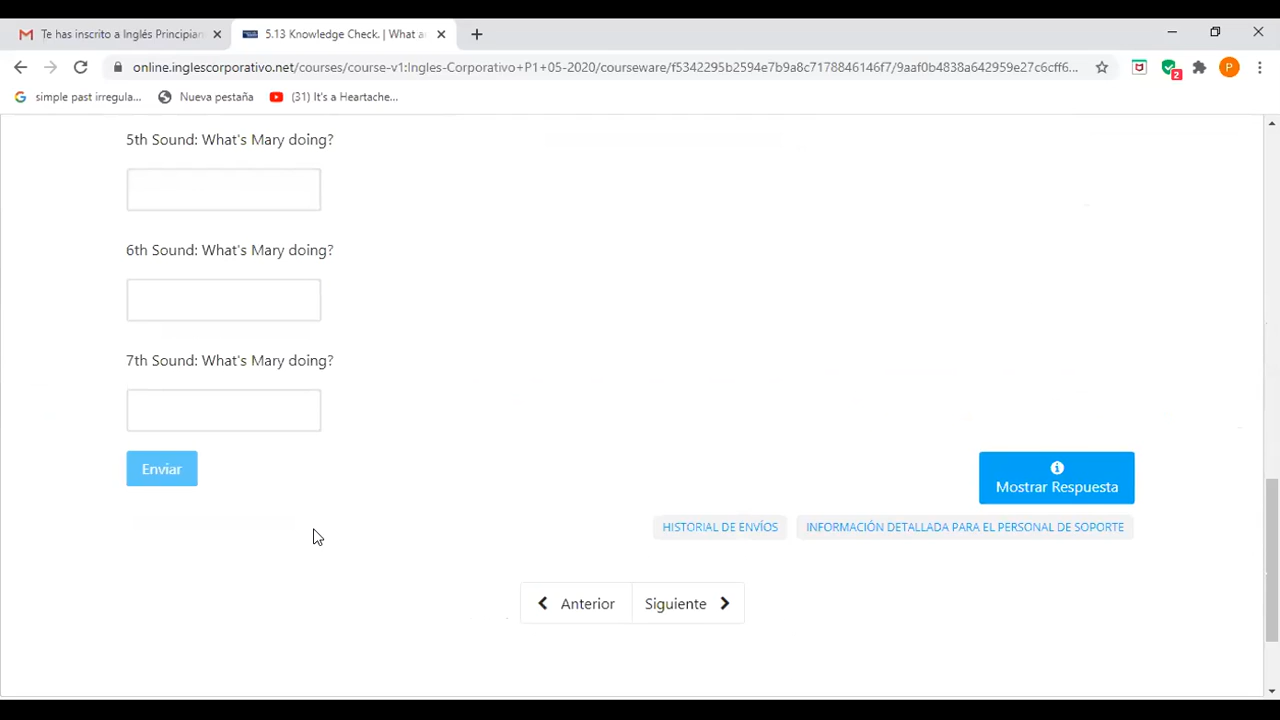 Te has inscrito a Inglés Principian
5.13 Knowledge Check. | What a
online.inglescorporativo.net/courses/course-v1:Ingles-Corporativo+P1+05-2020/courseware/f5342295b2594e7b9a8c7178846146f7/9aaf0b4838a642959e27c6cff6...
P
2
simple past irregula...
Nueva pestaña
(31) It's a Heartache...
5th Sound: What's Mary doing?
6th Sound: What's Mary doing?
7th Sound: What's Mary doing?
Enviar
Mostrar Respuesta
HISTORIAL DE ENVÍOS
INFORMACIÓN DETALLADA PARA EL PERSONAL DE SOPORTE
Anterior
Siguiente